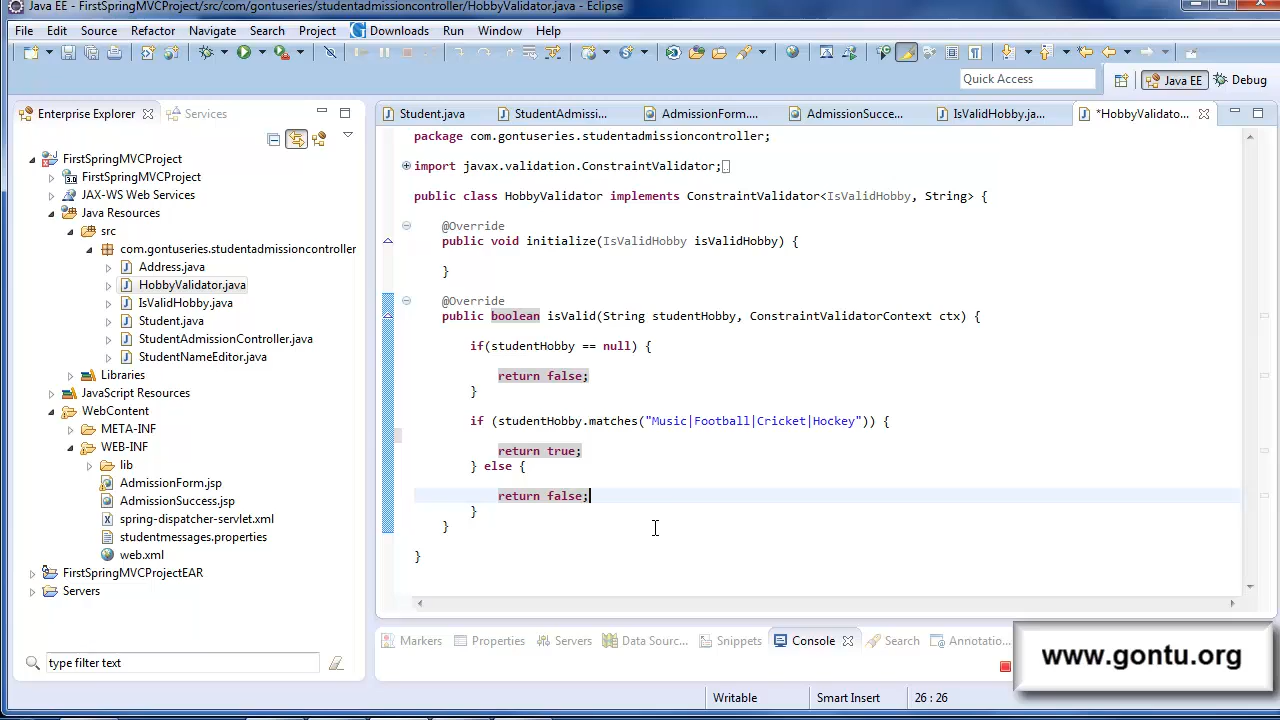 Java EE - FirstSpringMVCProject/src/com/gontuseries/studentadmissioncontroller/HobbyValidator.java - Eclipse
File Edit Source Refactor Navigate Search Project Downloads Run Window Help
Quick Access
Java EE
Debug
Enterprise Explorer
Services
FirstSpringMVCProject
FirstSpringMVCProject
JAX-WS Web Services
Java Resources
src
com.gontuseries.studentadmissioncontroller
Address.java
HobbyValidator.java
IsValidHobby.java
Student.java
StudentAdmissionController.java
StudentNameEditor.java
Libraries
JavaScript Resources
WebContent
META-INF
WEB-INF
lib
AdmissionForm.jsp
AdmissionSuccess.jsp
spring-dispatcher-servlet.xml
studentmessages.properties
web.xml
FirstSpringMVCProjectEAR
Servers
type filter text
Student.java StudentAdmissi... AdmissionForm.... AdmissionSucce... IsValidHobby.ja... *HobbyValidato...
package com.gontuseries.studentadmissioncontroller;
import javax.validation.ConstraintValidator;
public class HobbyValidator implements ConstraintValidator<IsValidHobby, String> {
@Override
public void initialize(IsValidHobby isValidHobby) {
}
@Override
public boolean isValid(String studentHobby, ConstraintValidatorContext ctx) {
if(studentHobby == null) {
return false;
}
if (studentHobby.matches("Music|Football|Cricket|Hockey")) {
return true;
} else {
return false;
}
}
}
Markers Properties Servers Data Sourc... Snippets Console Search Annotatio...
www.gontu.org
Writable Smart Insert 26 : 26